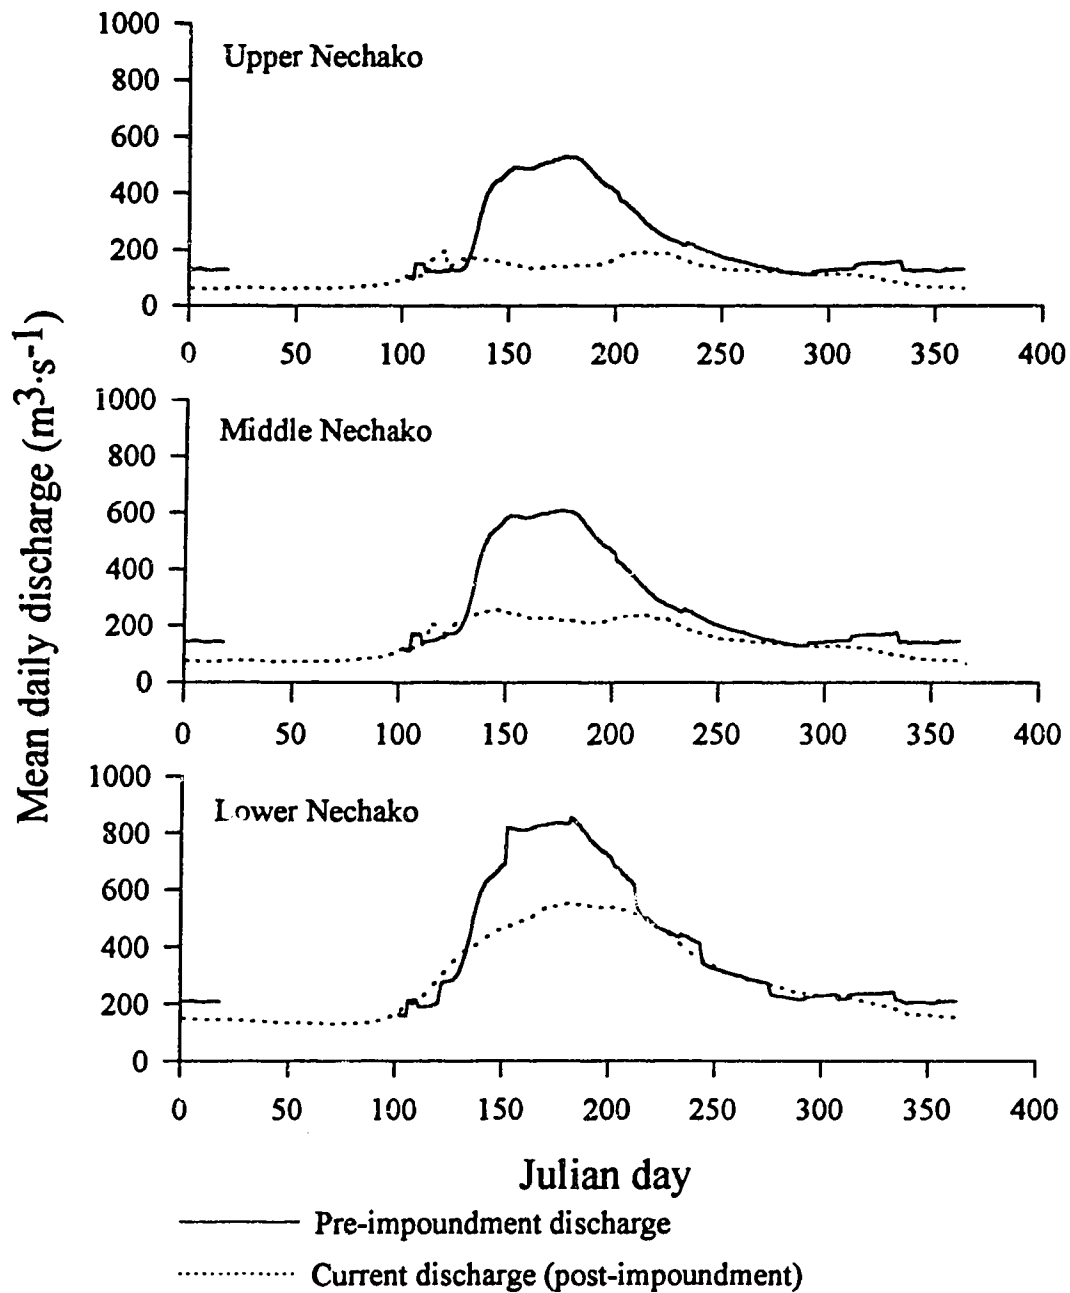 Mean daily discharge (m³·s⁻¹)
Upper Nechako
1000
800
600
400
200
0
0 50 100 150 200 250 300 350 400
Middle Nechako
1000
800
600
400
200
0
0 50 100 150 200 250 300 350 400
Lower Nechako
1000
800
600
400
200
0
0 50 100 150 200 250 300 350 400
Julian day
Pre-impoundment discharge
Current discharge (post-impoundment)